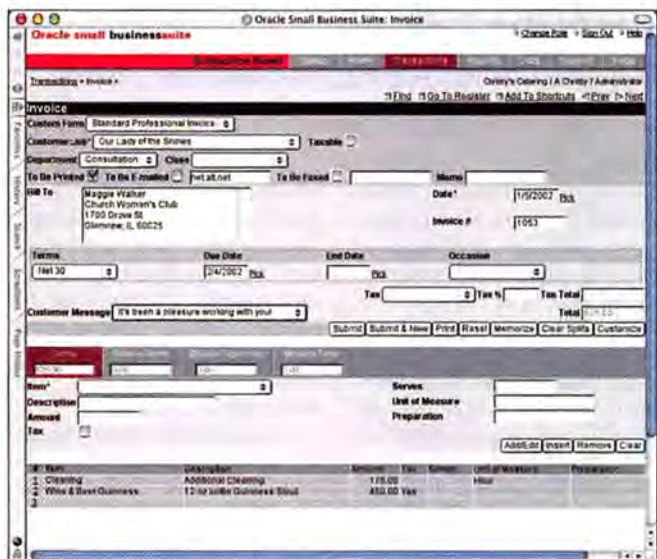 Oracle Small Business Suite: Invoice
Oracle small businesssuite
Change Role Sign Out Help
Transactions
Transactions > Invoice >
Christy's Catering / A Christy / Administrator
Find Go To Register Add To Shortcuts <Prev >Next
Invoice
Custom Form Standard Professional Invoice
Customer:Job* Our Lady of the Snows Taxable
Department Consultation Class
To Be Printed To Be E-mailed net.att.net To Be Faxed Memo
Bill To Maggie Walker Date* 1/5/2002 Pick
Church Women's Club
1700 Grove St Invoice # 1053
Glenview, IL 60025
Terms Due Date End Date Occasion
Net 30 2/4/2002 Pick Pick
Tax Tax % Tax Total
Customer Message It's been a pleasure working with you! Total
Submit Submit & New Print Reset Memorize Clear Splits Customize
Item* Serves
Description Unit of Measure
Amount Preparation
Tax
Add/Edit Insert Remove Clear
# Item Description Amount Tax Serves Unit of Measure Preparation
1 Cleaning Additional Cleaning 175.00 Hour
2 Wine & Beer:Guinness 12 oz bottle Guinness Stout 450.00 Yes
3
Favorites
History
Search
Scrapbook
Page Holder